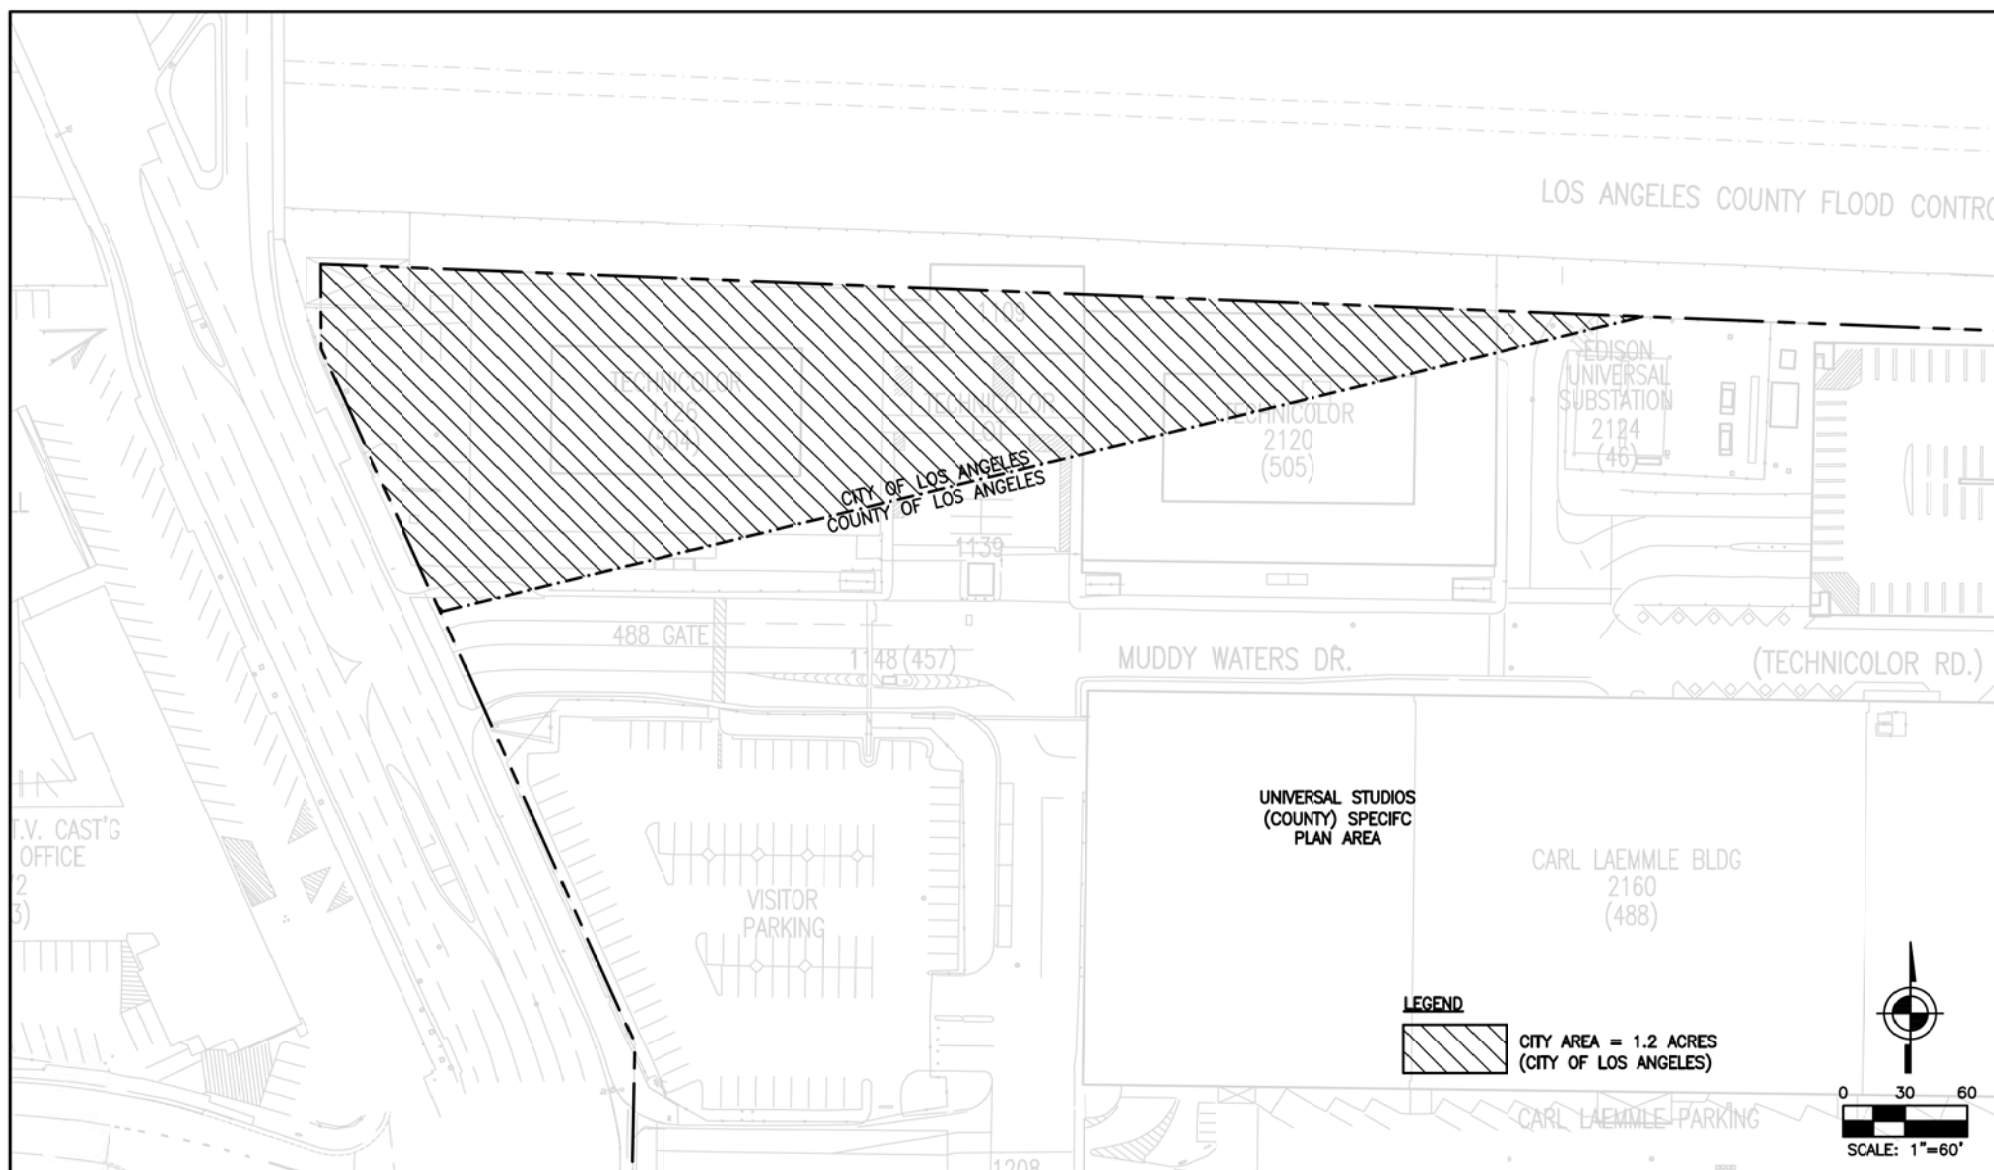 LOS ANGELES COUNTY FLOOD CONTRO
1109
TECHNICOLOR
1126
(504)
TECHNICOLOR
LOT
TECHNICOLOR
2120
(505)
EDISON
UNIVERSAL
SUBSTATION
2124
(46)
CITY OF LOS ANGELES
COUNTY OF LOS ANGELES
1139
LL
488 GATE
1148 (457)
MUDDY WATERS DR.
(TECHNICOLOR RD.)
UNIVERSAL STUDIOS
(COUNTY) SPECIFC
PLAN AREA
T.V. CAST'G
OFFICE
2
3)
VISITOR
PARKING
CARL LAEMMLE BLDG
2160
(488)
LEGEND
CITY AREA = 1.2 ACRES
(CITY OF LOS ANGELES)
0 30 60
SCALE: 1"=60'
CARL LAEMMLE PARKING
1208